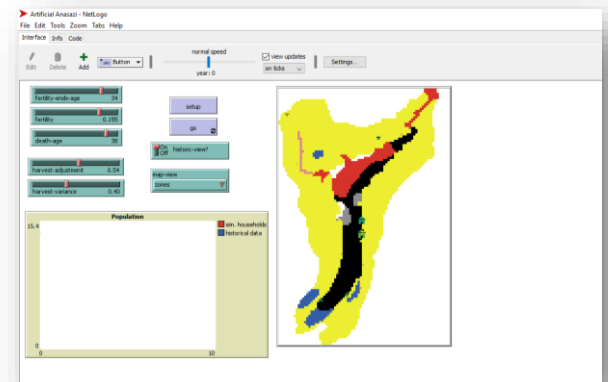 Artificial Anasazi - NetLogo
File Edit Tools Zoom Tabs Help
Interface Info Code
Edit Delete Add Button normal speed view updates Settings...
year: 0 on ticks
fertility-ends-age 34
fertility 0.155
death-age 38
harvest-adjustment 0.54
harvest-variance 0.40
setup
go
On
Off historic-view?
map-view
zones
Population
15.4
0
0 10
sim. households
historical data